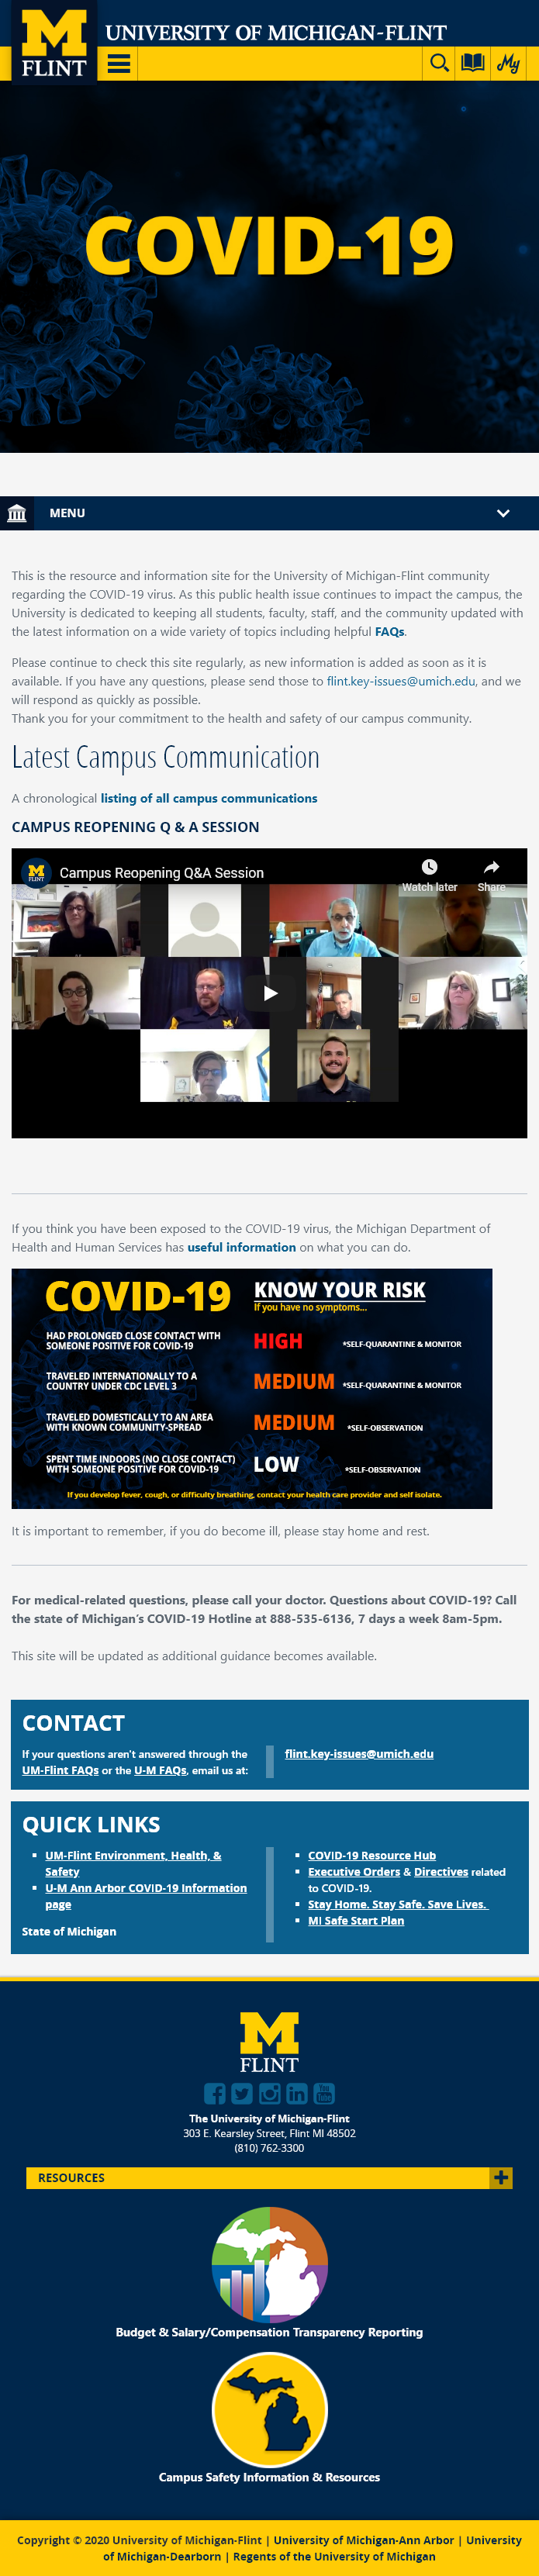 M
FLINT
UNIVERSITY OF MICHIGAN-FLINT
My
COVID-19
MENU
This is the resource and information site for the University of Michigan-Flint community
regarding the COVID-19 virus. As this public health issue continues to impact the campus, the
University is dedicated to keeping all students, faculty, staff, and the community updated with
the latest information on a wide variety of topics including helpful FAQs.
Please continue to check this site regularly, as new information is added as soon as it is
available. If you have any questions, please send those to flint.key-issues@umich.edu, and we
will respond as quickly as possible.
Thank you for your commitment to the health and safety of our campus community.
Latest Campus Communication
A chronological listing of all campus communications
CAMPUS REOPENING Q & A SESSION
M
FLINT
Campus Reopening Q&A Session
Watch later
Share
If you think you have been exposed to the COVID-19 virus, the Michigan Department of
Health and Human Services has useful information on what you can do.
COVID-19
KNOW YOUR RISK
If you have no symptoms...
HAD PROLONGED CLOSE CONTACT WITH
SOMEONE POSITIVE FOR COVID-19
HIGH
*SELF-QUARANTINE & MONITOR
TRAVELED INTERNATIONALLY TO A
COUNTRY UNDER CDC LEVEL 3
MEDIUM
*SELF-QUARANTINE & MONITOR
TRAVELED DOMESTICALLY TO AN AREA
WITH KNOWN COMMUNITY-SPREAD
MEDIUM
*SELF-OBSERVATION
SPENT TIME INDOORS (NO CLOSE CONTACT)
WITH SOMEONE POSITIVE FOR COVID-19
LOW
*SELF-OBSERVATION
If you develop fever, cough, or difficulty breathing, contact your health care provider and self isolate.
It is important to remember, if you do become ill, please stay home and rest.
For medical-related questions, please call your doctor. Questions about COVID-19? Call
the state of Michigan's COVID-19 Hotline at 888-535-6136, 7 days a week 8am-5pm.
This site will be updated as additional guidance becomes available.
CONTACT
If your questions aren't answered through the
UM-Flint FAQs or the U-M FAQs, email us at:
flint.key-issues@umich.edu
QUICK LINKS
UM-Flint Environment, Health, &
Safety
U-M Ann Arbor COVID-19 Information
page
State of Michigan
COVID-19 Resource Hub
Executive Orders & Directives related
to COVID-19.
Stay Home. Stay Safe. Save Lives.
MI Safe Start Plan
M
FLINT
You
Tube
The University of Michigan-Flint
303 E. Kearsley Street, Flint MI 48502
(810) 762-3300
RESOURCES
Budget & Salary/Compensation Transparency Reporting
Campus Safety Information & Resources
Copyright © 2020 University of Michigan-Flint | University of Michigan-Ann Arbor | University
of Michigan-Dearborn | Regents of the University of Michigan